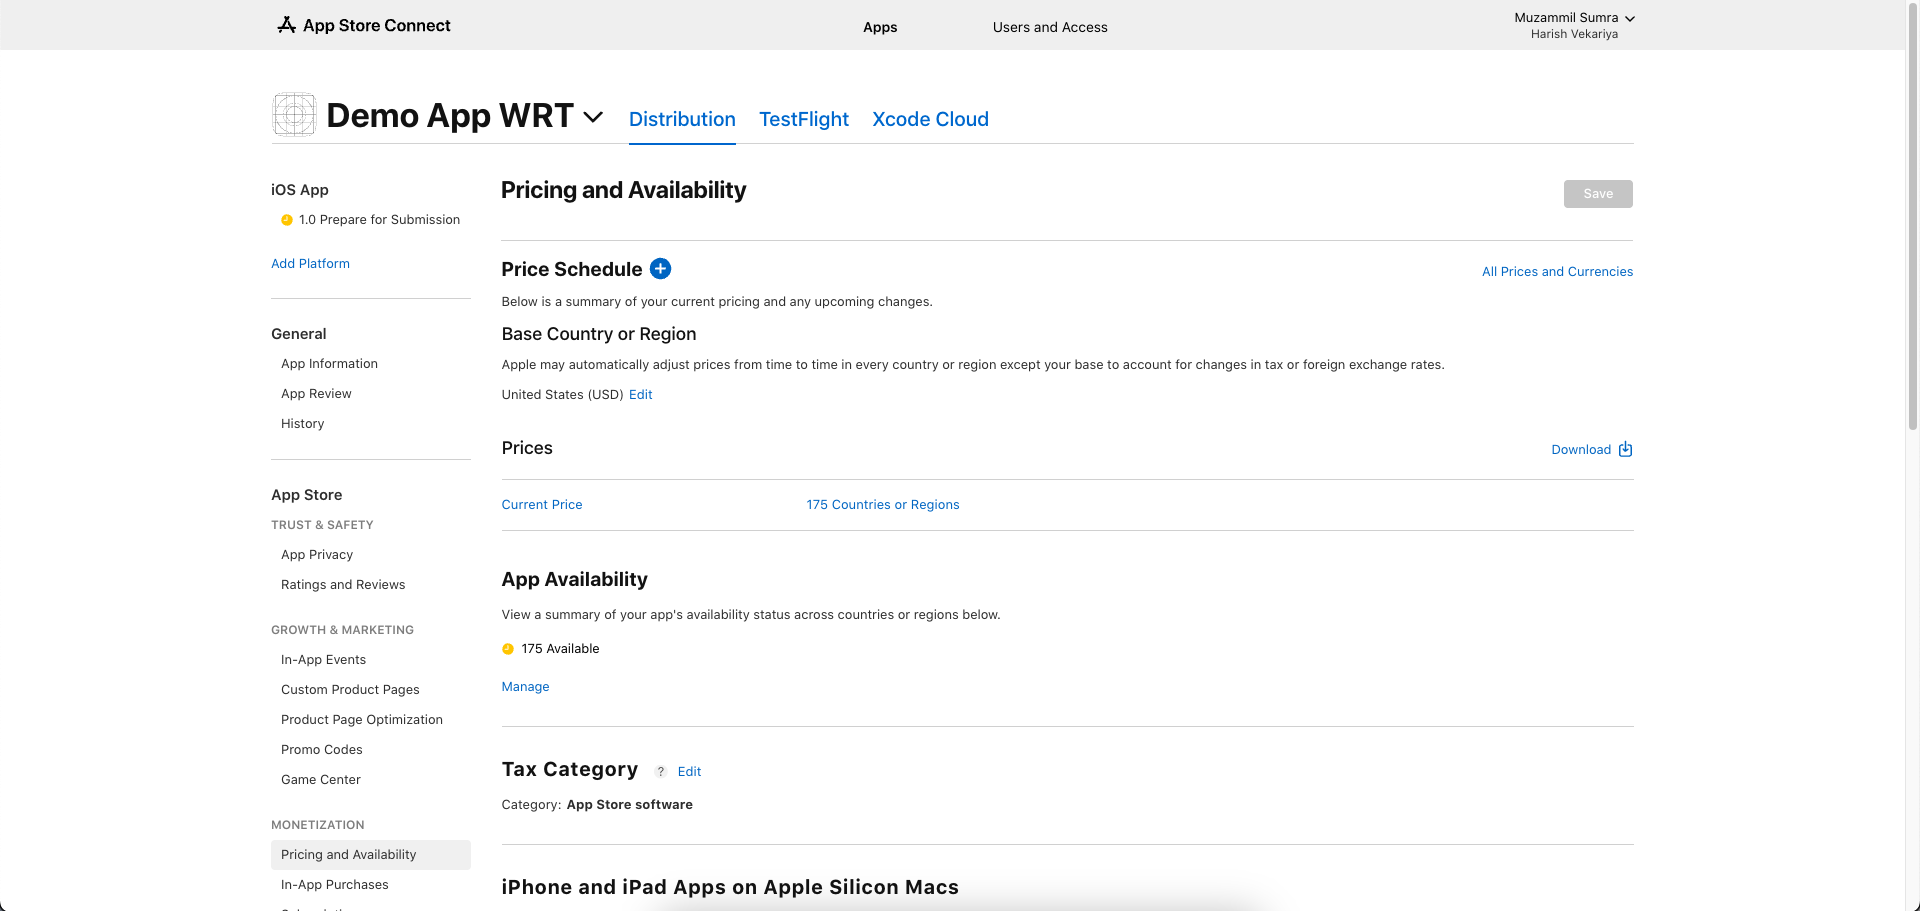 App Store Connect
Apps
Users and Access
Muzammil Sumra
Harish Vekariya
Demo App WRT
Distribution
TestFlight
Xcode Cloud
iOS App
1.0 Prepare for Submission
Add Platform
General
App Information
App Review
History
App Store
TRUST & SAFETY
App Privacy
Ratings and Reviews
GROWTH & MARKETING
In-App Events
Custom Product Pages
Product Page Optimization
Promo Codes
Game Center
MONETIZATION
Pricing and Availability
In-App Purchases
Pricing and Availability
Save
Price Schedule
All Prices and Currencies
Below is a summary of your current pricing and any upcoming changes.
Base Country or Region
Apple may automatically adjust prices from time to time in every country or region except your base to account for changes in tax or foreign exchange rates.
United States (USD) Edit
Prices
Download
Current Price
175 Countries or Regions
App Availability
View a summary of your app's availability status across countries or regions below.
175 Available
Manage
Tax Category ? Edit
Category: App Store software
iPhone and iPad Apps on Apple Silicon Macs